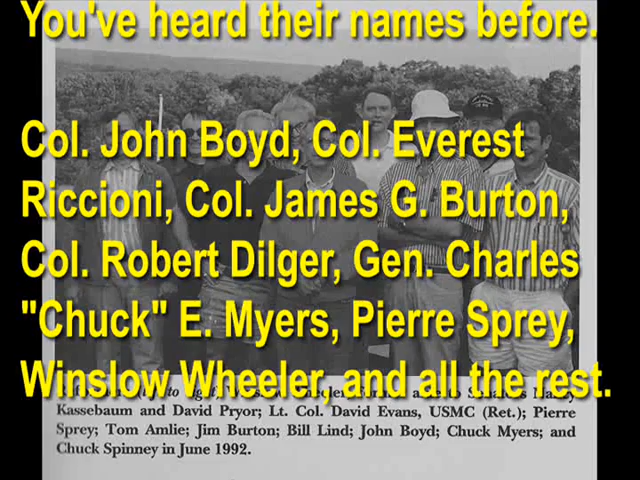 You've heard their names before.
Col. John Boyd, Col. Everest
Riccioni, Col. James G. Burton,
Col. Robert Dilger, Gen. Charles
"Chuck" E. Myers, Pierre Sprey,
Winslow Wheeler, and all the rest.
Kassebaum and David Pryor; Lt. Col. David Evans, USMC (Ret.); Pierre
Sprey; Tom Amlie; Jim Burton; Bill Lind; John Boyd; Chuck Myers; and
Chuck Spinney in June 1992.